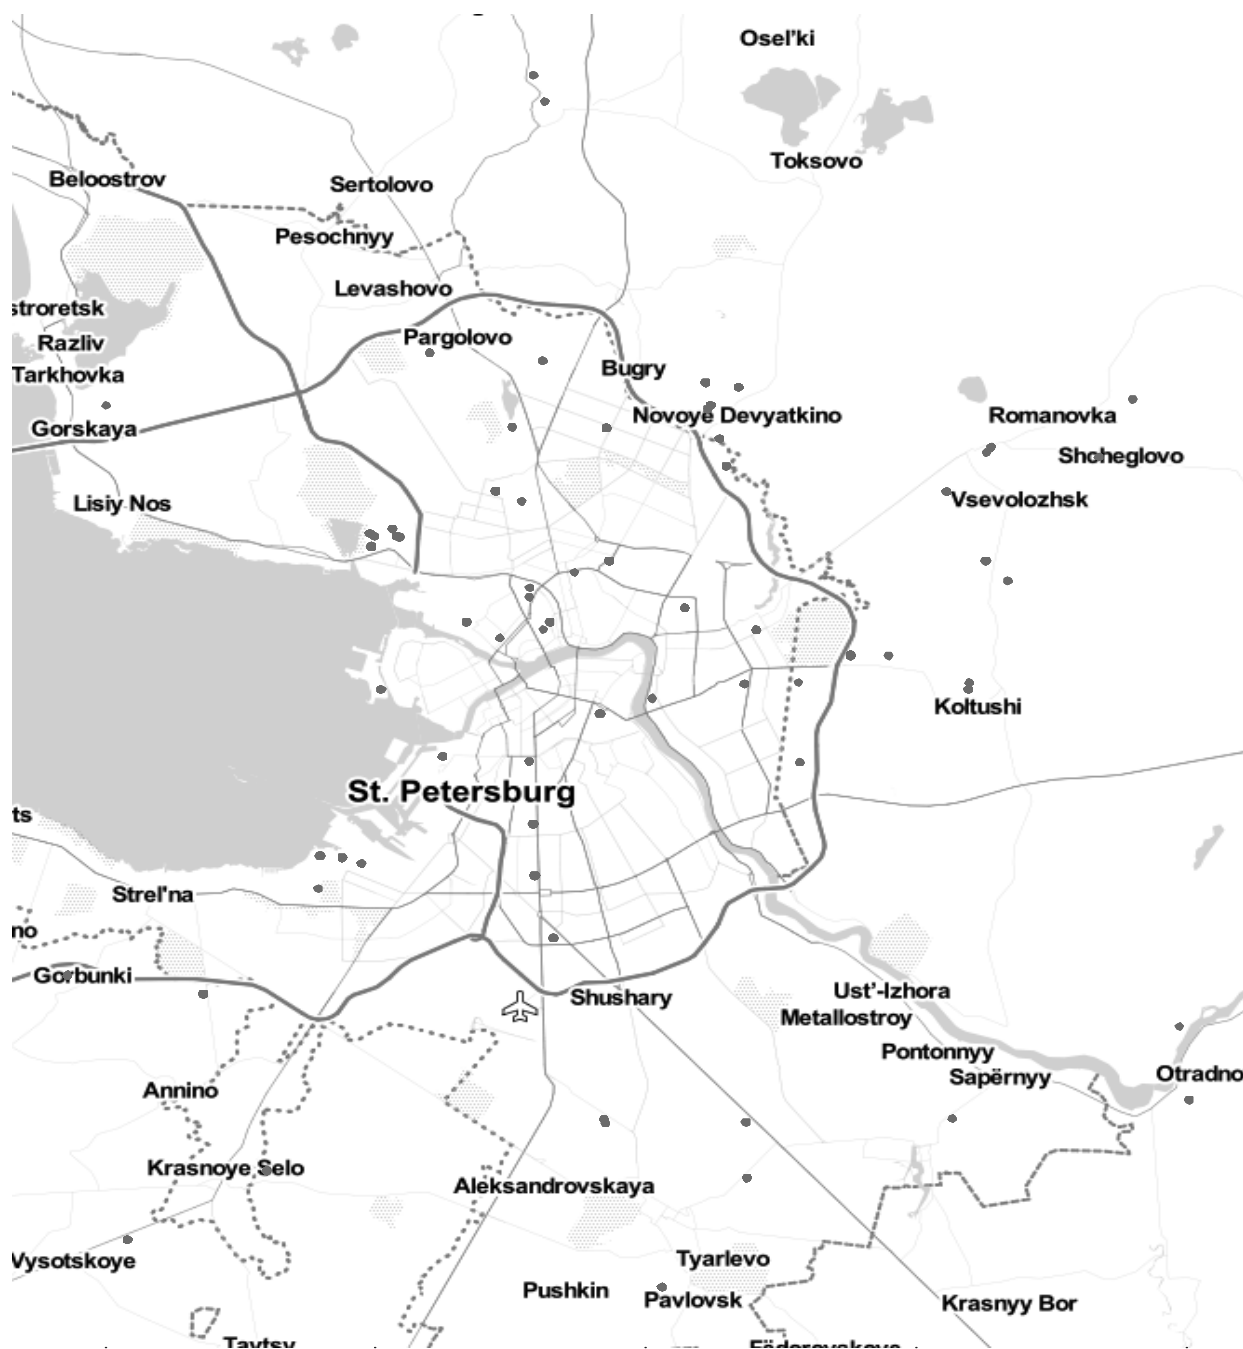 Osel'ki
Toksovo
Beloostrov
Sertolovo
Pesochnyy
Levashovo
stroretsk
Pargolovo
Razliv
Bugry
Tarkhovka
Novoye Devyatkino
Romanovka
Gorskaya
Shcheglovo
Lisiy Nos
Vsevolozhsk
Koltushi
St. Petersburg
ts
Strel'na
no
Gorbunki
Ust'-Izhora
Shushary
Metallostroy
Pontonnyy
Sapërnyy
Otradno
Annino
Krasnoye Selo
Aleksandrovskaya
Vysotskoye
Tyarlevo
Pushkin
Pavlovsk
Krasnyy Bor